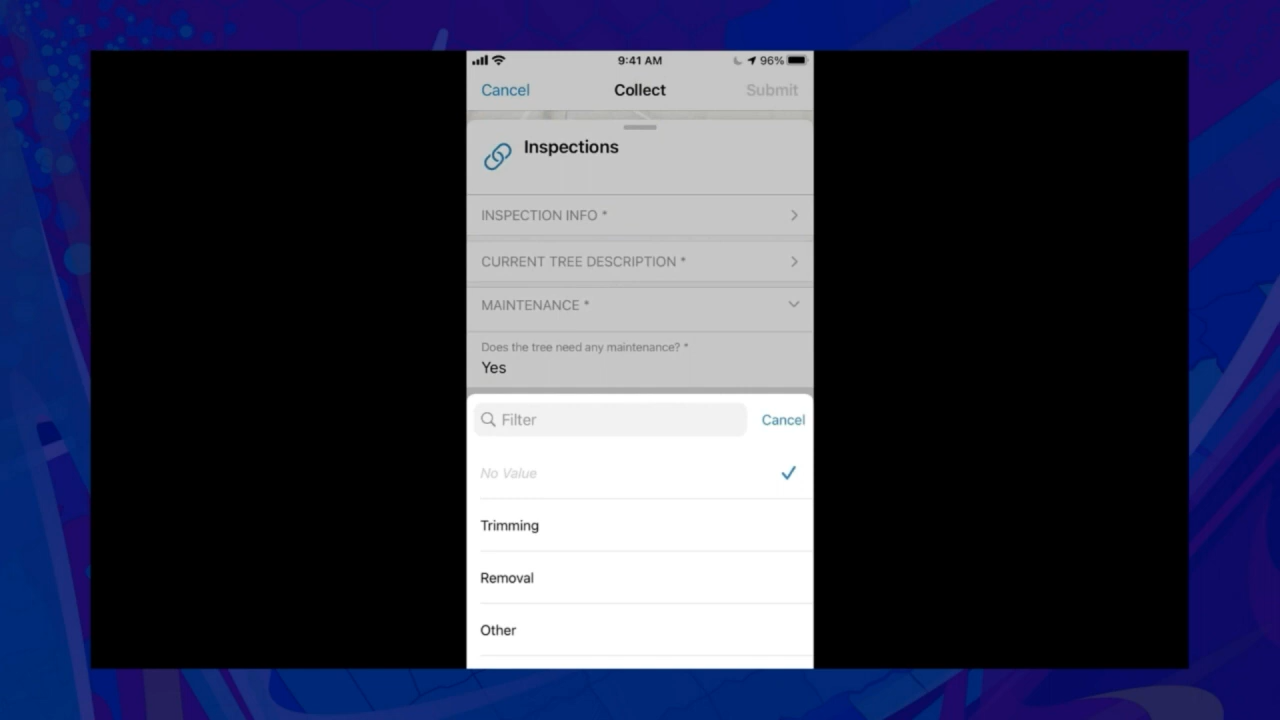 9:41 AM 96%
Cancel Collect Submit
Inspections
INSPECTION INFO *
CURRENT TREE DESCRIPTION *
MAINTENANCE *
Does the tree need any maintenance? *
Yes
Filter Cancel
No Value
Trimming
Removal
Other